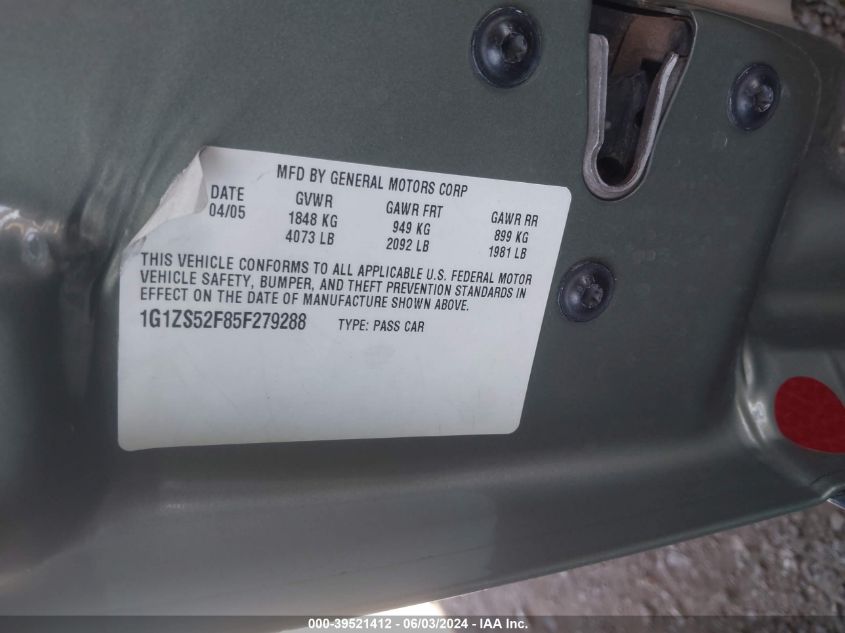 MFD BY GENERAL MOTORS CORP
DATE GVWR GAWR FRT GAWR RR
04/05 1848 KG 949 KG 899 KG
4073 LB 2092 LB 1981 LB
THIS VEHICLE CONFORMS TO ALL APPLICABLE U.S. FEDERAL MOTOR
VEHICLE SAFETY, BUMPER, AND THEFT PREVENTION STANDARDS IN
EFFECT ON THE DATE OF MANUFACTURE SHOWN ABOVE.
1G1ZS52F85F279288 TYPE: PASS CAR
000-39521412 - 06/03/2024 - IAA Inc.